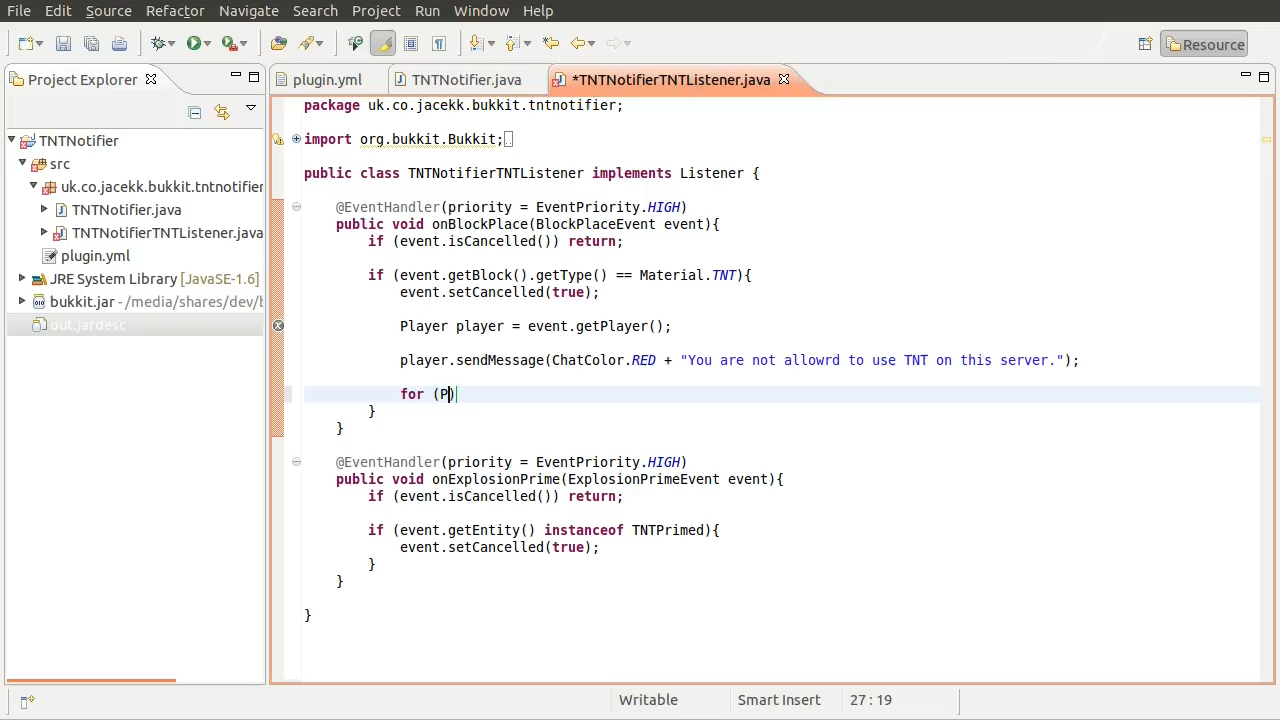 File Edit Source Refactor Navigate Search Project Run Window Help
Resource
Project Explorer
plugin.yml
TNTNotifier.java
*TNTNotifierTNTListener.java
TNTNotifier
src
uk.co.jacekk.bukkit.tntnotifier
TNTNotifier.java
TNTNotifierTNTListener.java
plugin.yml
JRE System Library [JavaSE-1.6]
bukkit.jar - /media/shares/dev/
out.jardesc
package uk.co.jacekk.bukkit.tntnotifier;
import org.bukkit.Bukkit;
public class TNTNotifierTNTListener implements Listener {
@EventHandler(priority = EventPriority.HIGH)
public void onBlockPlace(BlockPlaceEvent event){
if (event.isCancelled()) return;
if (event.getBlock().getType() == Material.TNT){
event.setCancelled(true);
Player player = event.getPlayer();
player.sendMessage(ChatColor.RED + "You are not allowrd to use TNT on this server.");
for (P)
}
}
@EventHandler(priority = EventPriority.HIGH)
public void onExplosionPrime(ExplosionPrimeEvent event){
if (event.isCancelled()) return;
if (event.getEntity() instanceof TNTPrimed){
event.setCancelled(true);
}
}
}
Writable
Smart Insert
27 : 19